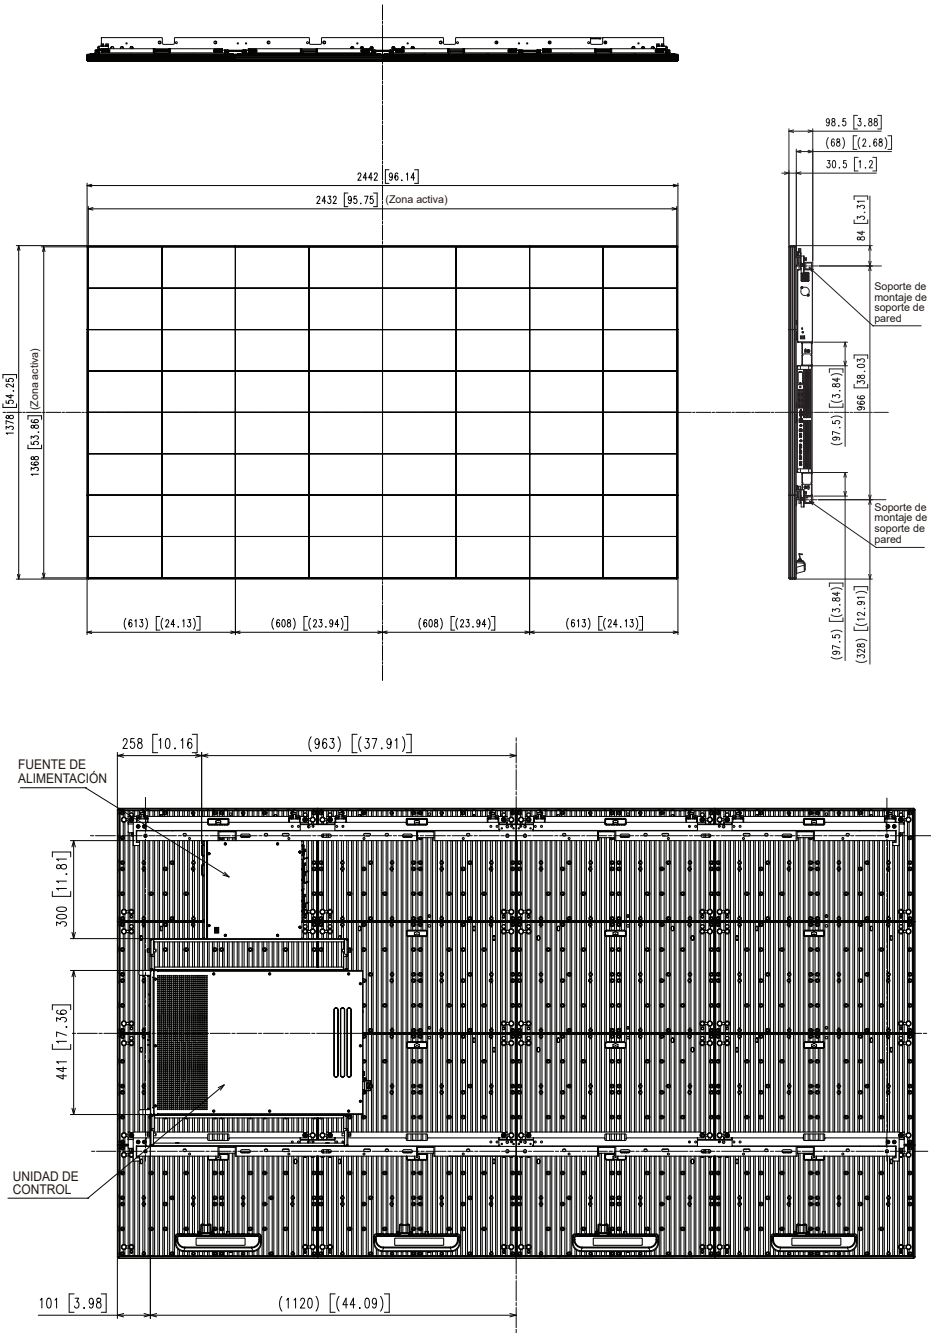 98.5 [3.88]
(68) [(2.68)]
30.5 [1.2]
2442 [96.14]
2432 [95.75] (Zona activa)
84 [3.31]
Soporte de
montaje de
soporte de
pared
1378 [54.25]
1368 [53.86] (Zona activa)
(97.5) [(3.84)]
966 [38.03]
Soporte de
montaje de
soporte de
pared
(613) [(24.13)]
(608) [(23.94)]
(608) [(23.94)]
(613) [(24.13)]
(97.5) [(3.84)]
(328) [(12.91)]
258 [10.16]
(963) [(37.91)]
FUENTE DE
ALIMENTACIÓN
300 [11.81]
441 [17.36]
UNIDAD DE
CONTROL
101 [3.98]
(1120) [(44.09)]